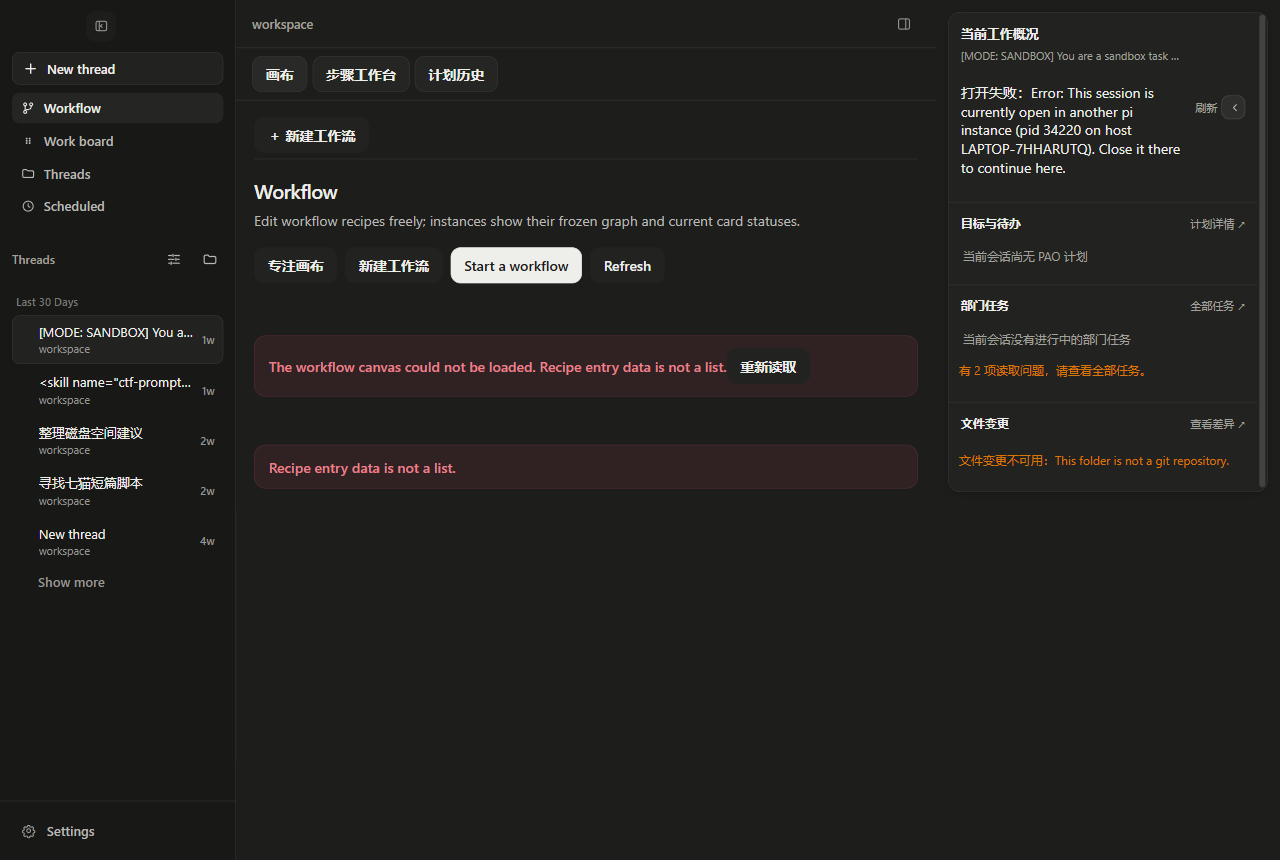 New thread
Workflow
Work board
Threads
Scheduled
Threads
Last 30 Days
[MODE: SANDBOX] You a...
workspace
1w
<skill name="ctf-prompt...
workspace
1w
整理磁盘空间建议
workspace
2w
寻找七猫短篇脚本
workspace
2w
New thread
workspace
4w
Show more
Settings
workspace
画布
步骤工作台
计划历史
+ 新建工作流
Workflow
Edit workflow recipes freely; instances show their frozen graph and current card statuses.
专注画布
新建工作流
Start a workflow
Refresh
The workflow canvas could not be loaded. Recipe entry data is not a list.
重新读取
Recipe entry data is not a list.
当前工作概况
[MODE: SANDBOX] You are a sandbox task ...
打开失败：Error: This session is
currently open in another pi
instance (pid 34220 on host
LAPTOP-7HHARUTQ). Close it there
to continue here.
刷新
目标与待办
计划详情 ↗
当前会话尚无 PAO 计划
部门任务
全部任务 ↗
当前会话没有进行中的部门任务
有 2 项读取问题，请查看全部任务。
文件变更
查看差异 ↗
文件变更不可用：This folder is not a git repository.